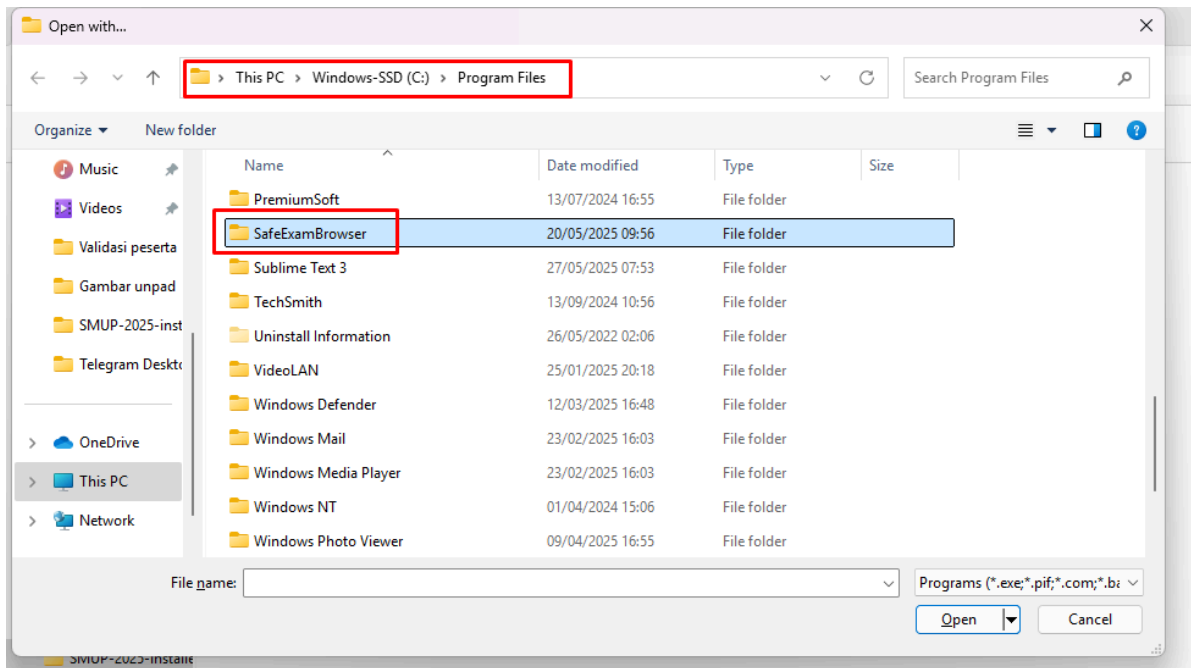 Open with...
This PC > Windows-SSD (C:) > Program Files
Search Program Files
Organize New folder
Music
Videos
Validasi peserta
Gambar unpad
SMUP-2025-inst
Telegram Deskt
OneDrive
This PC
Network
Name Date modified Type Size
PremiumSoft 13/07/2024 16:55 File folder
SafeExamBrowser 20/05/2025 09:56 File folder
Sublime Text 3 27/05/2025 07:53 File folder
TechSmith 13/09/2024 10:56 File folder
Uninstall Information 26/05/2022 02:06 File folder
VideoLAN 25/01/2025 20:18 File folder
Windows Defender 12/03/2025 16:48 File folder
Windows Mail 23/02/2025 16:03 File folder
Windows Media Player 23/02/2025 16:03 File folder
Windows NT 01/04/2024 15:06 File folder
Windows Photo Viewer 09/04/2025 16:55 File folder
File name:
Programs (*.exe;*.pif;*.com;*.ba
Open Cancel
SMUP-2025-Installe